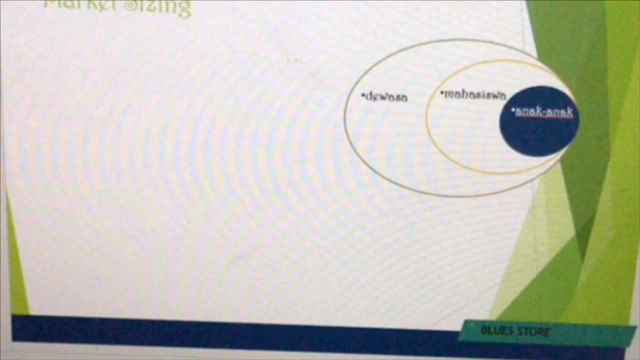 Market Sizing
•dewasa
•mahasiswa
•anak-anak
BLUES STORE